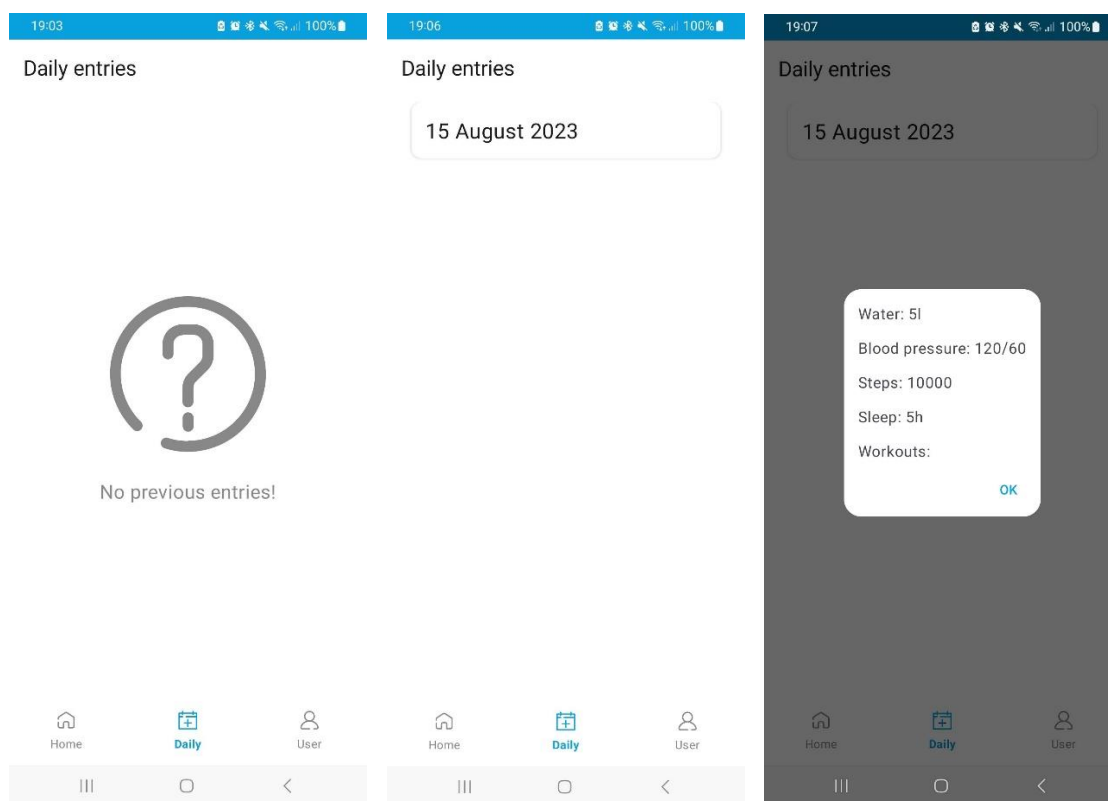 19:03 100%
Daily entries
No previous entries!
Home Daily User
19:06 100%
Daily entries
15 August 2023
Home Daily User
19:07 100%
Daily entries
15 August 2023
Water: 5l
Blood pressure: 120/60
Steps: 10000
Sleep: 5h
Workouts:
OK
Home Daily User